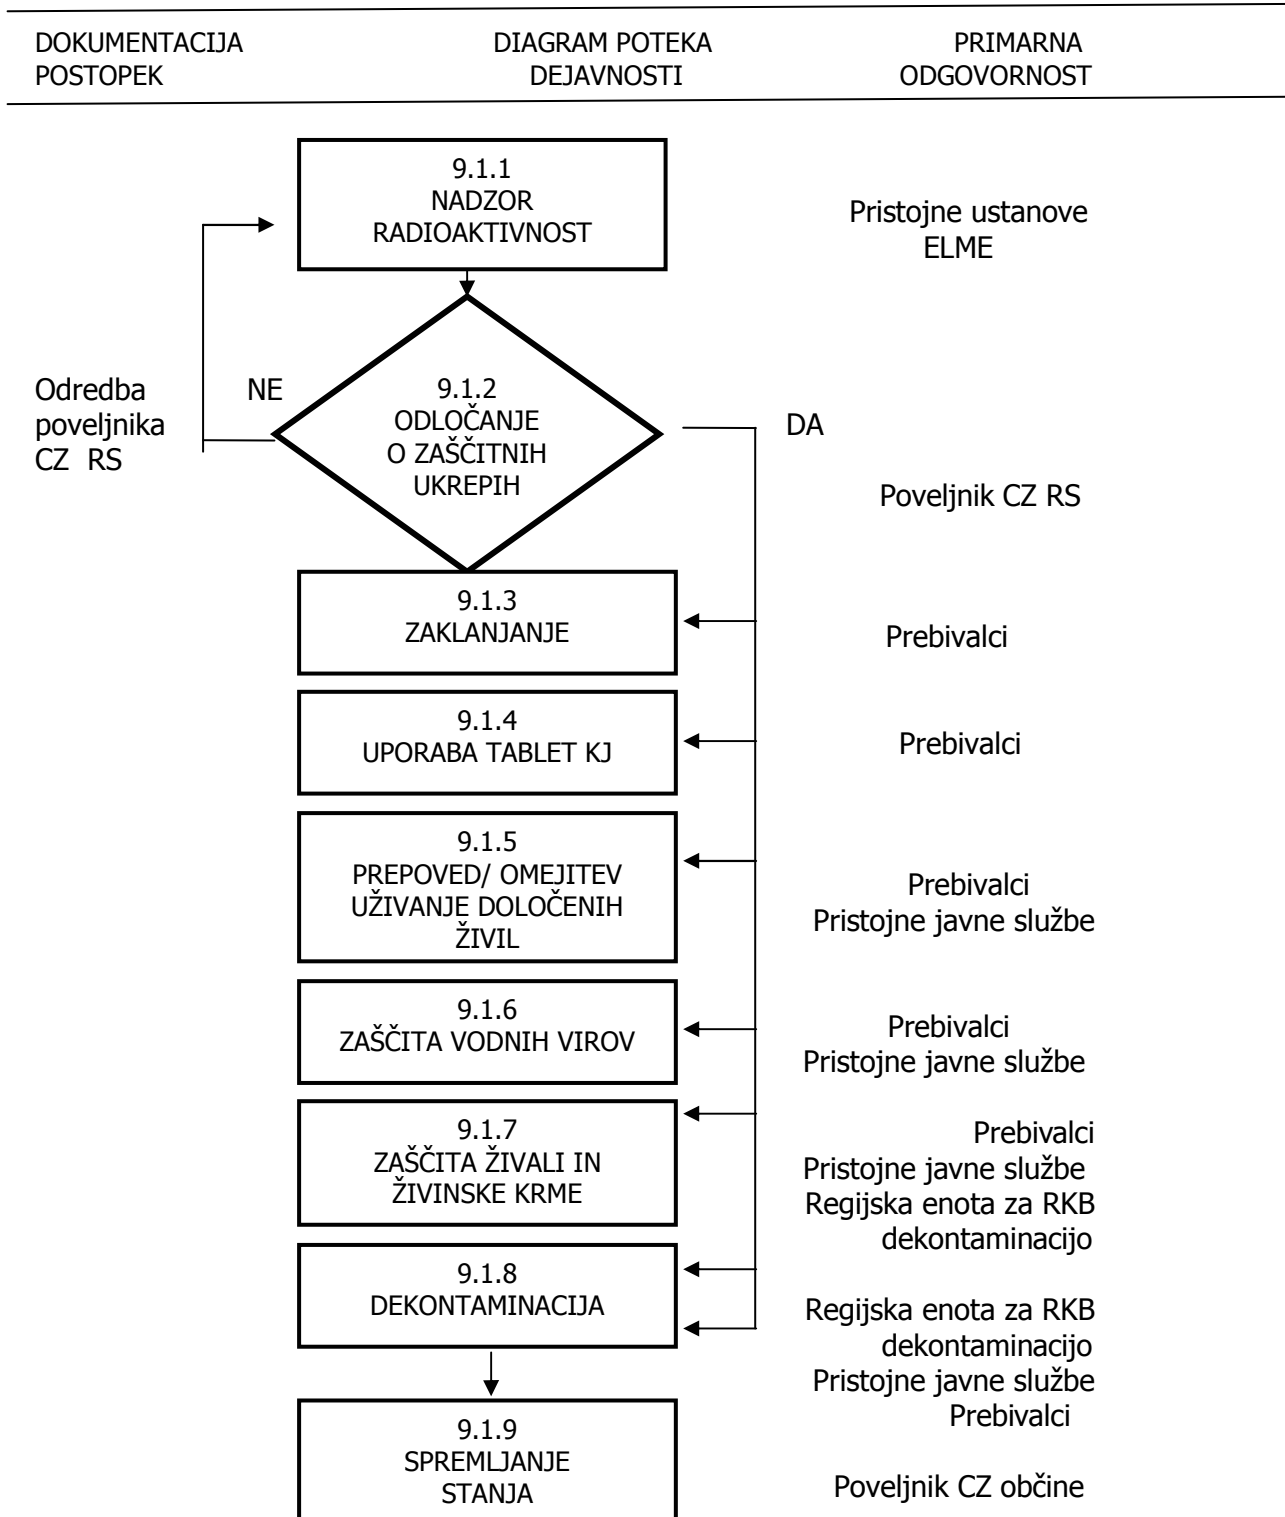 DOKUMENTACIJA
POSTOPEK
DIAGRAM POTEKA
DEJAVNOSTI
PRIMARNA
ODGOVORNOST
9.1.1
NADZOR
RADIOAKTIVNOST
Pristojne ustanove
ELME
Odredba
poveljnika
CZ RS
NE
9.1.2
ODLOČANJE
O ZAŠČITNIH
UKREPIH
DA
Poveljnik CZ RS
9.1.3
ZAKLANJANJE
Prebivalci
9.1.4
UPORABA TABLET KJ
Prebivalci
9.1.5
PREPOVED/ OMEJITEV
UŽIVANJE DOLOČENIH
ŽIVIL
Prebivalci
Pristojne javne službe
9.1.6
ZAŠČITA VODNIH VIROV
Prebivalci
Pristojne javne službe
9.1.7
ZAŠČITA ŽIVALI IN
ŽIVINSKE KRME
Prebivalci
Pristojne javne službe
Regijska enota za RKB
dekontaminacijo
9.1.8
DEKONTAMINACIJA
Regijska enota za RKB
dekontaminacijo
Pristojne javne službe
Prebivalci
9.1.9
SPREMLJANJE
STANJA
Poveljnik CZ občine